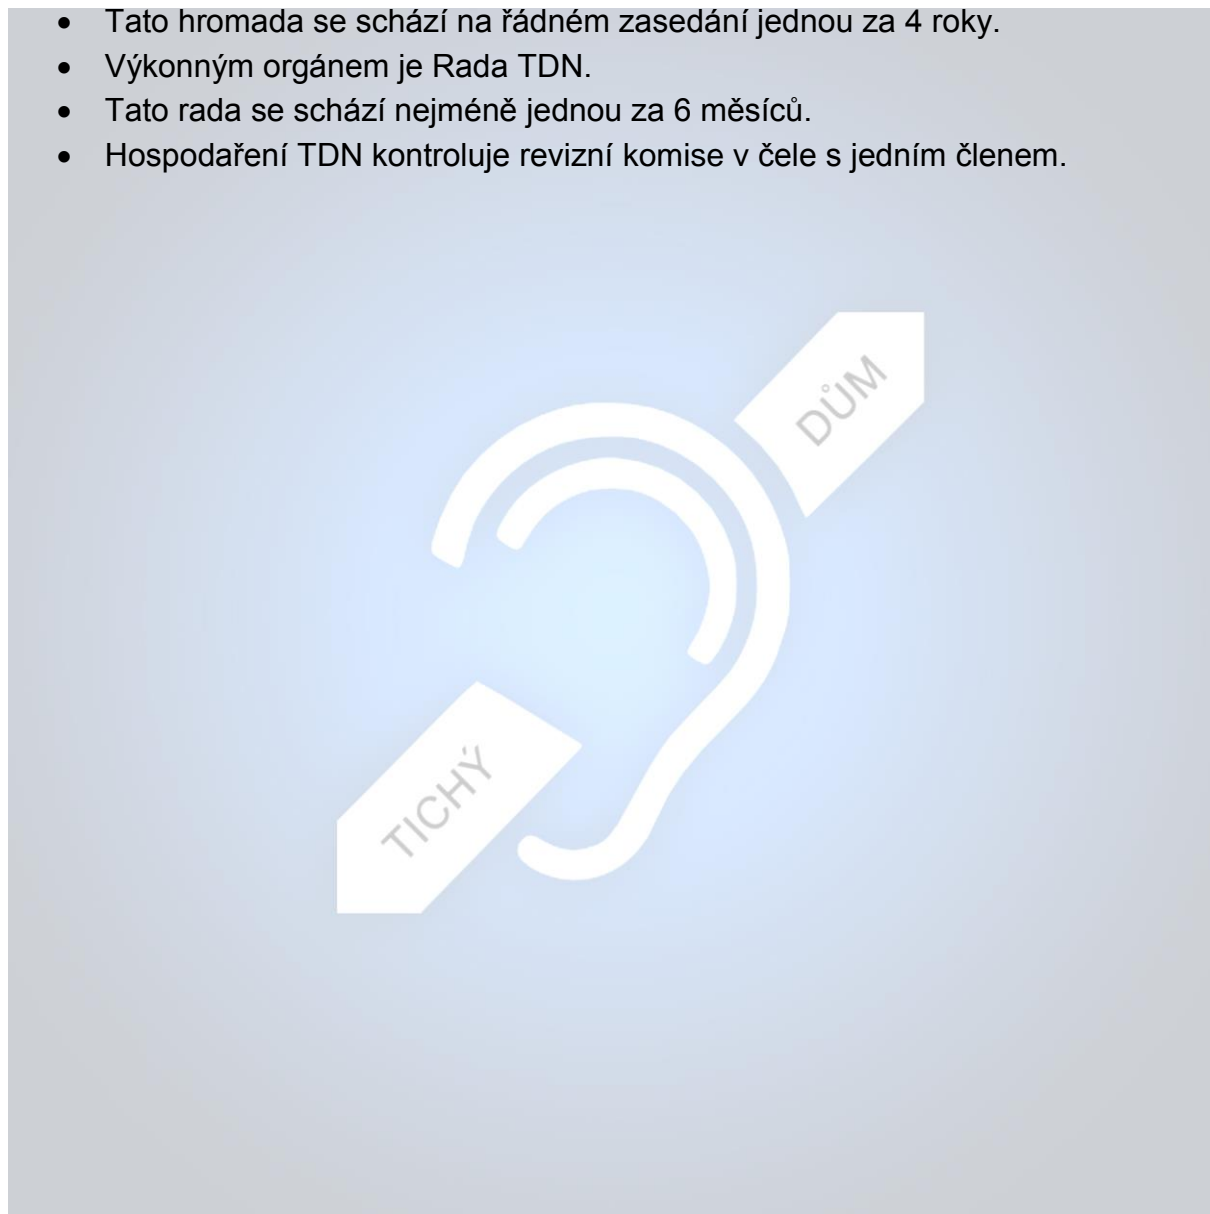 • Tato hromada se schází na řádném zasedání jednou za 4 roky.
• Výkonným orgánem je Rada TDN.
• Tato rada se schází nejméně jednou za 6 měsíců.
• Hospodaření TDN kontroluje revizní komise v čele s jedním členem.
DŮM
TICHÝ